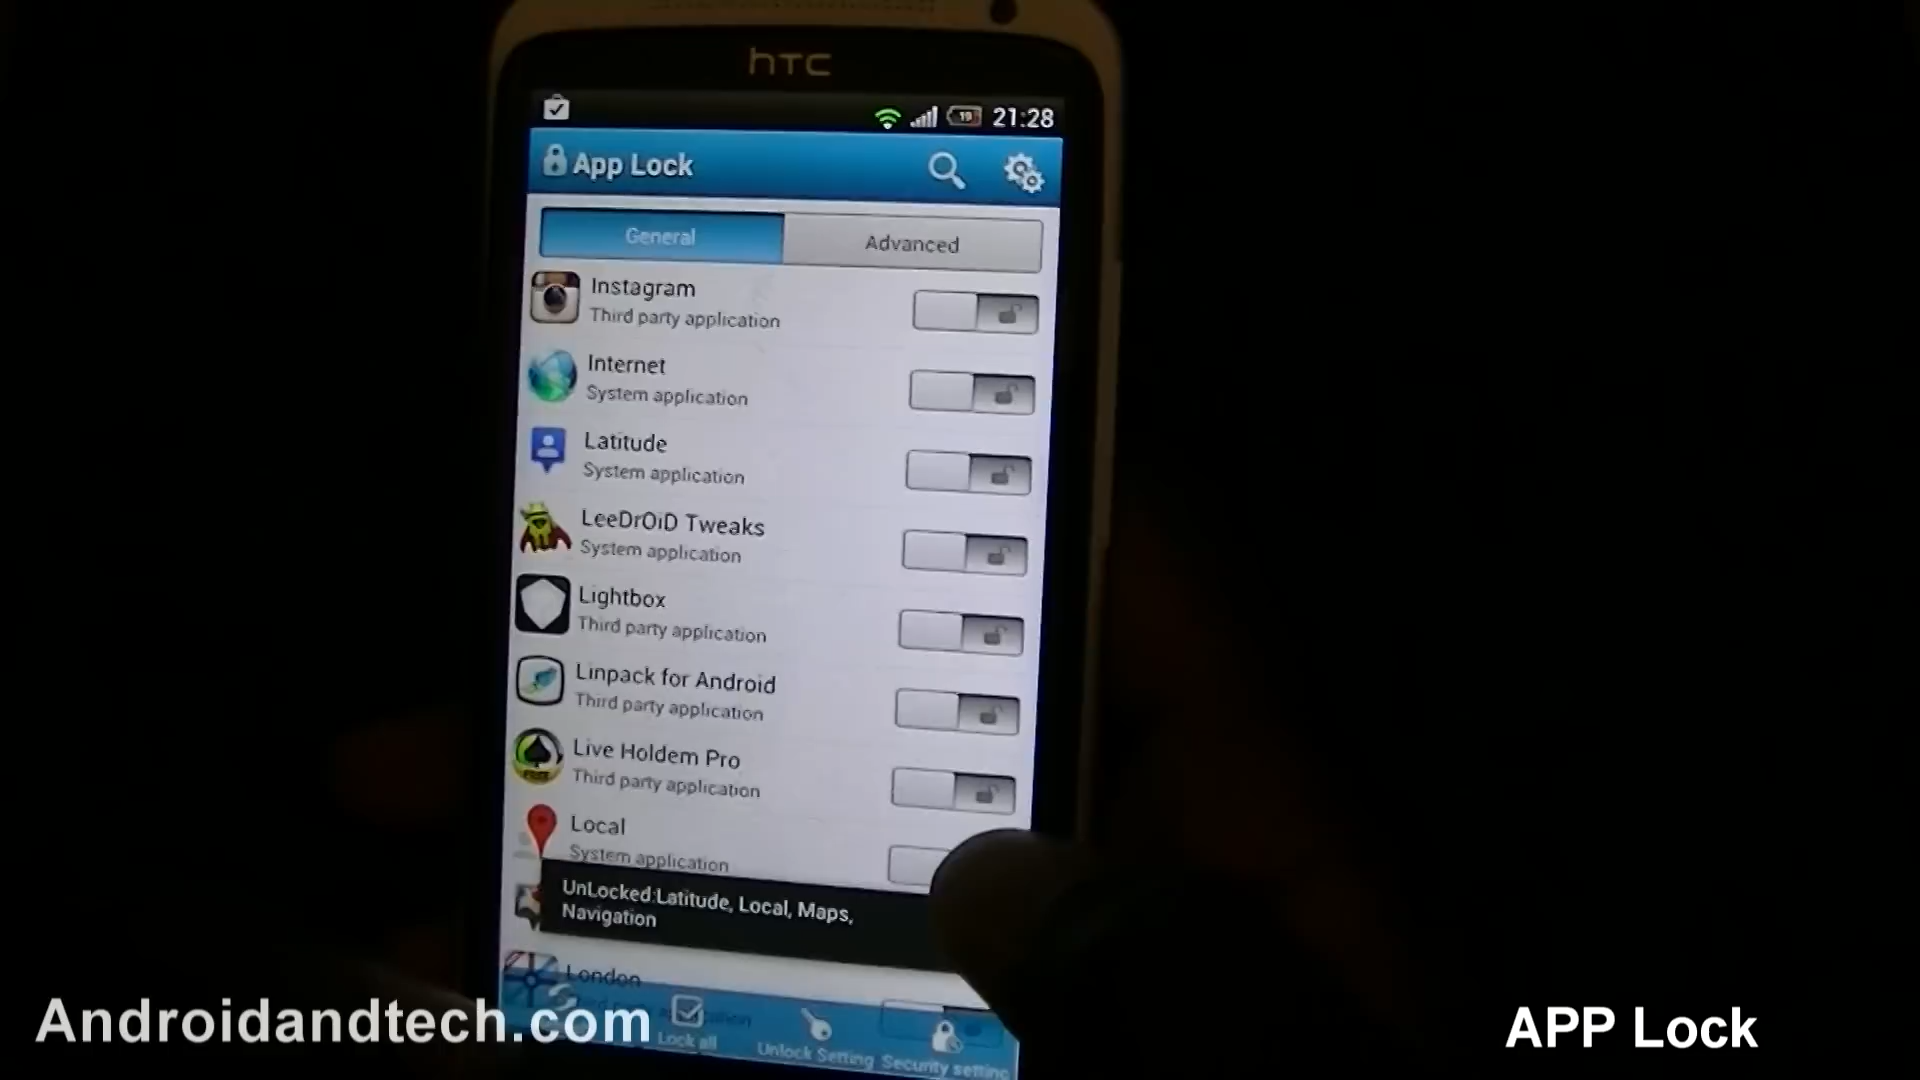 hTC
19 21:28
App Lock
General Advanced
Instagram
Third party application
Internet
System application
Latitude
System application
LeeDrOiD Tweaks
System application
Lightbox
Third party application
Linpack for Android
Third party application
Live Holdem Pro
FREE
Third party application
Local
System application
UnLocked:Latitude, Local, Maps,
Navigation
London
Lock all Unlock Setting Security setting
Androidandtech.com
APP Lock